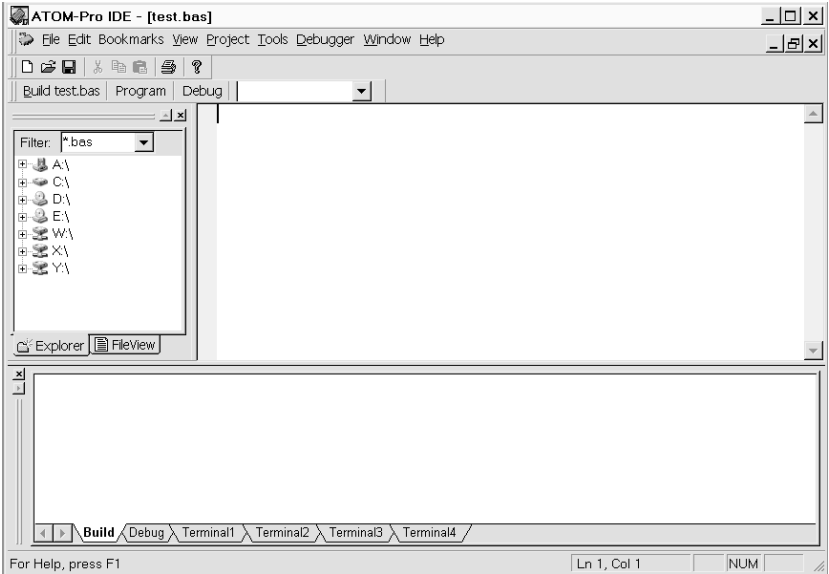 ATOM-Pro IDE - [test.bas]
File Edit Bookmarks View Project Tools Debugger Window Help
Build test.bas Program Debug
Filter: *.bas
A:\
C:\
D:\
E:\
W:\
X:\
Y:\
Explorer FileView
Build Debug Terminal1 Terminal2 Terminal3 Terminal4
For Help, press F1 Ln 1, Col 1 NUM